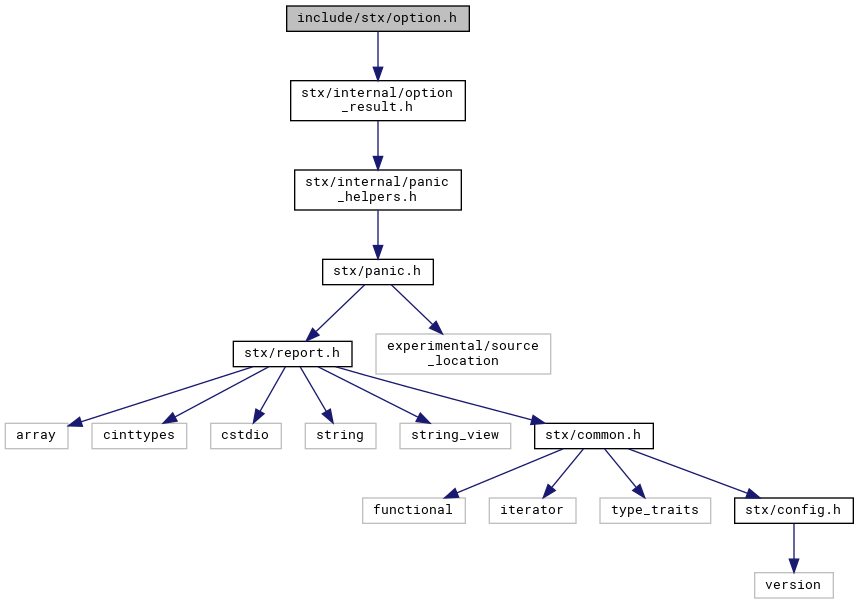 include/stx/option.h
stx/internal/option
_result.h
stx/internal/panic
_helpers.h
stx/panic.h
stx/report.h
experimental/source
_location
array
cinttypes
cstdio
string
string_view
stx/common.h
functional
iterator
type_traits
stx/config.h
version